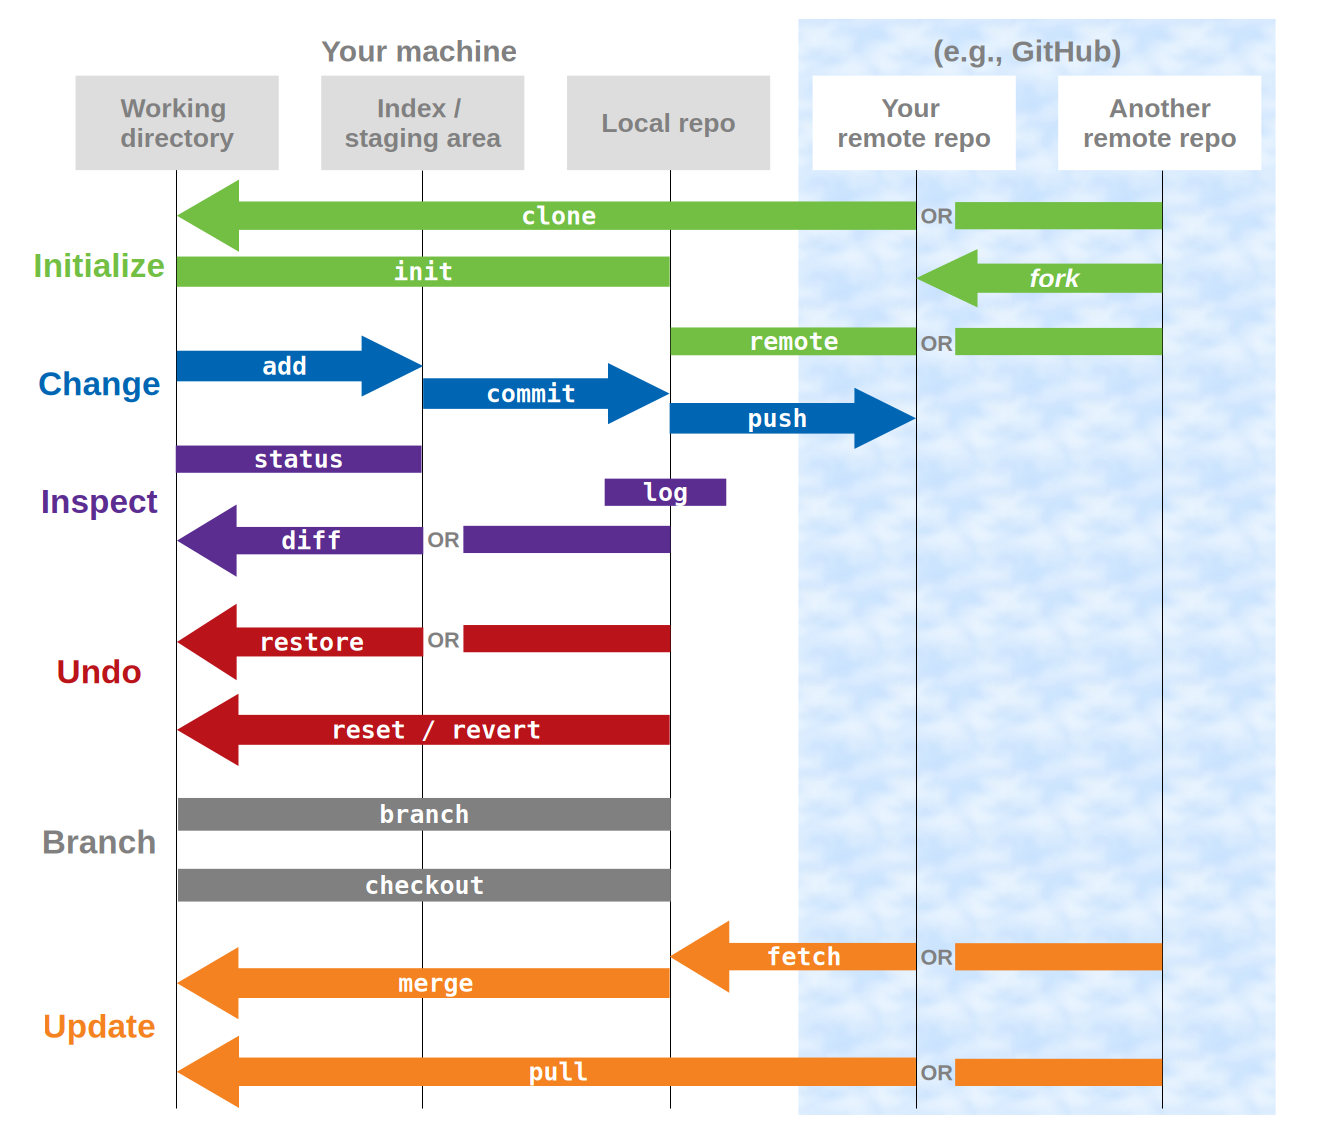 Your machine
(e.g., GitHub)
Working
directory
Index /
staging area
Local repo
Your
remote repo
Another
remote repo
clone
OR
Initialize
init
fork
remote
OR
add
Change
commit
push
status
log
Inspect
diff
OR
restore
OR
Undo
reset / revert
branch
Branch
checkout
fetch
OR
merge
Update
pull
OR